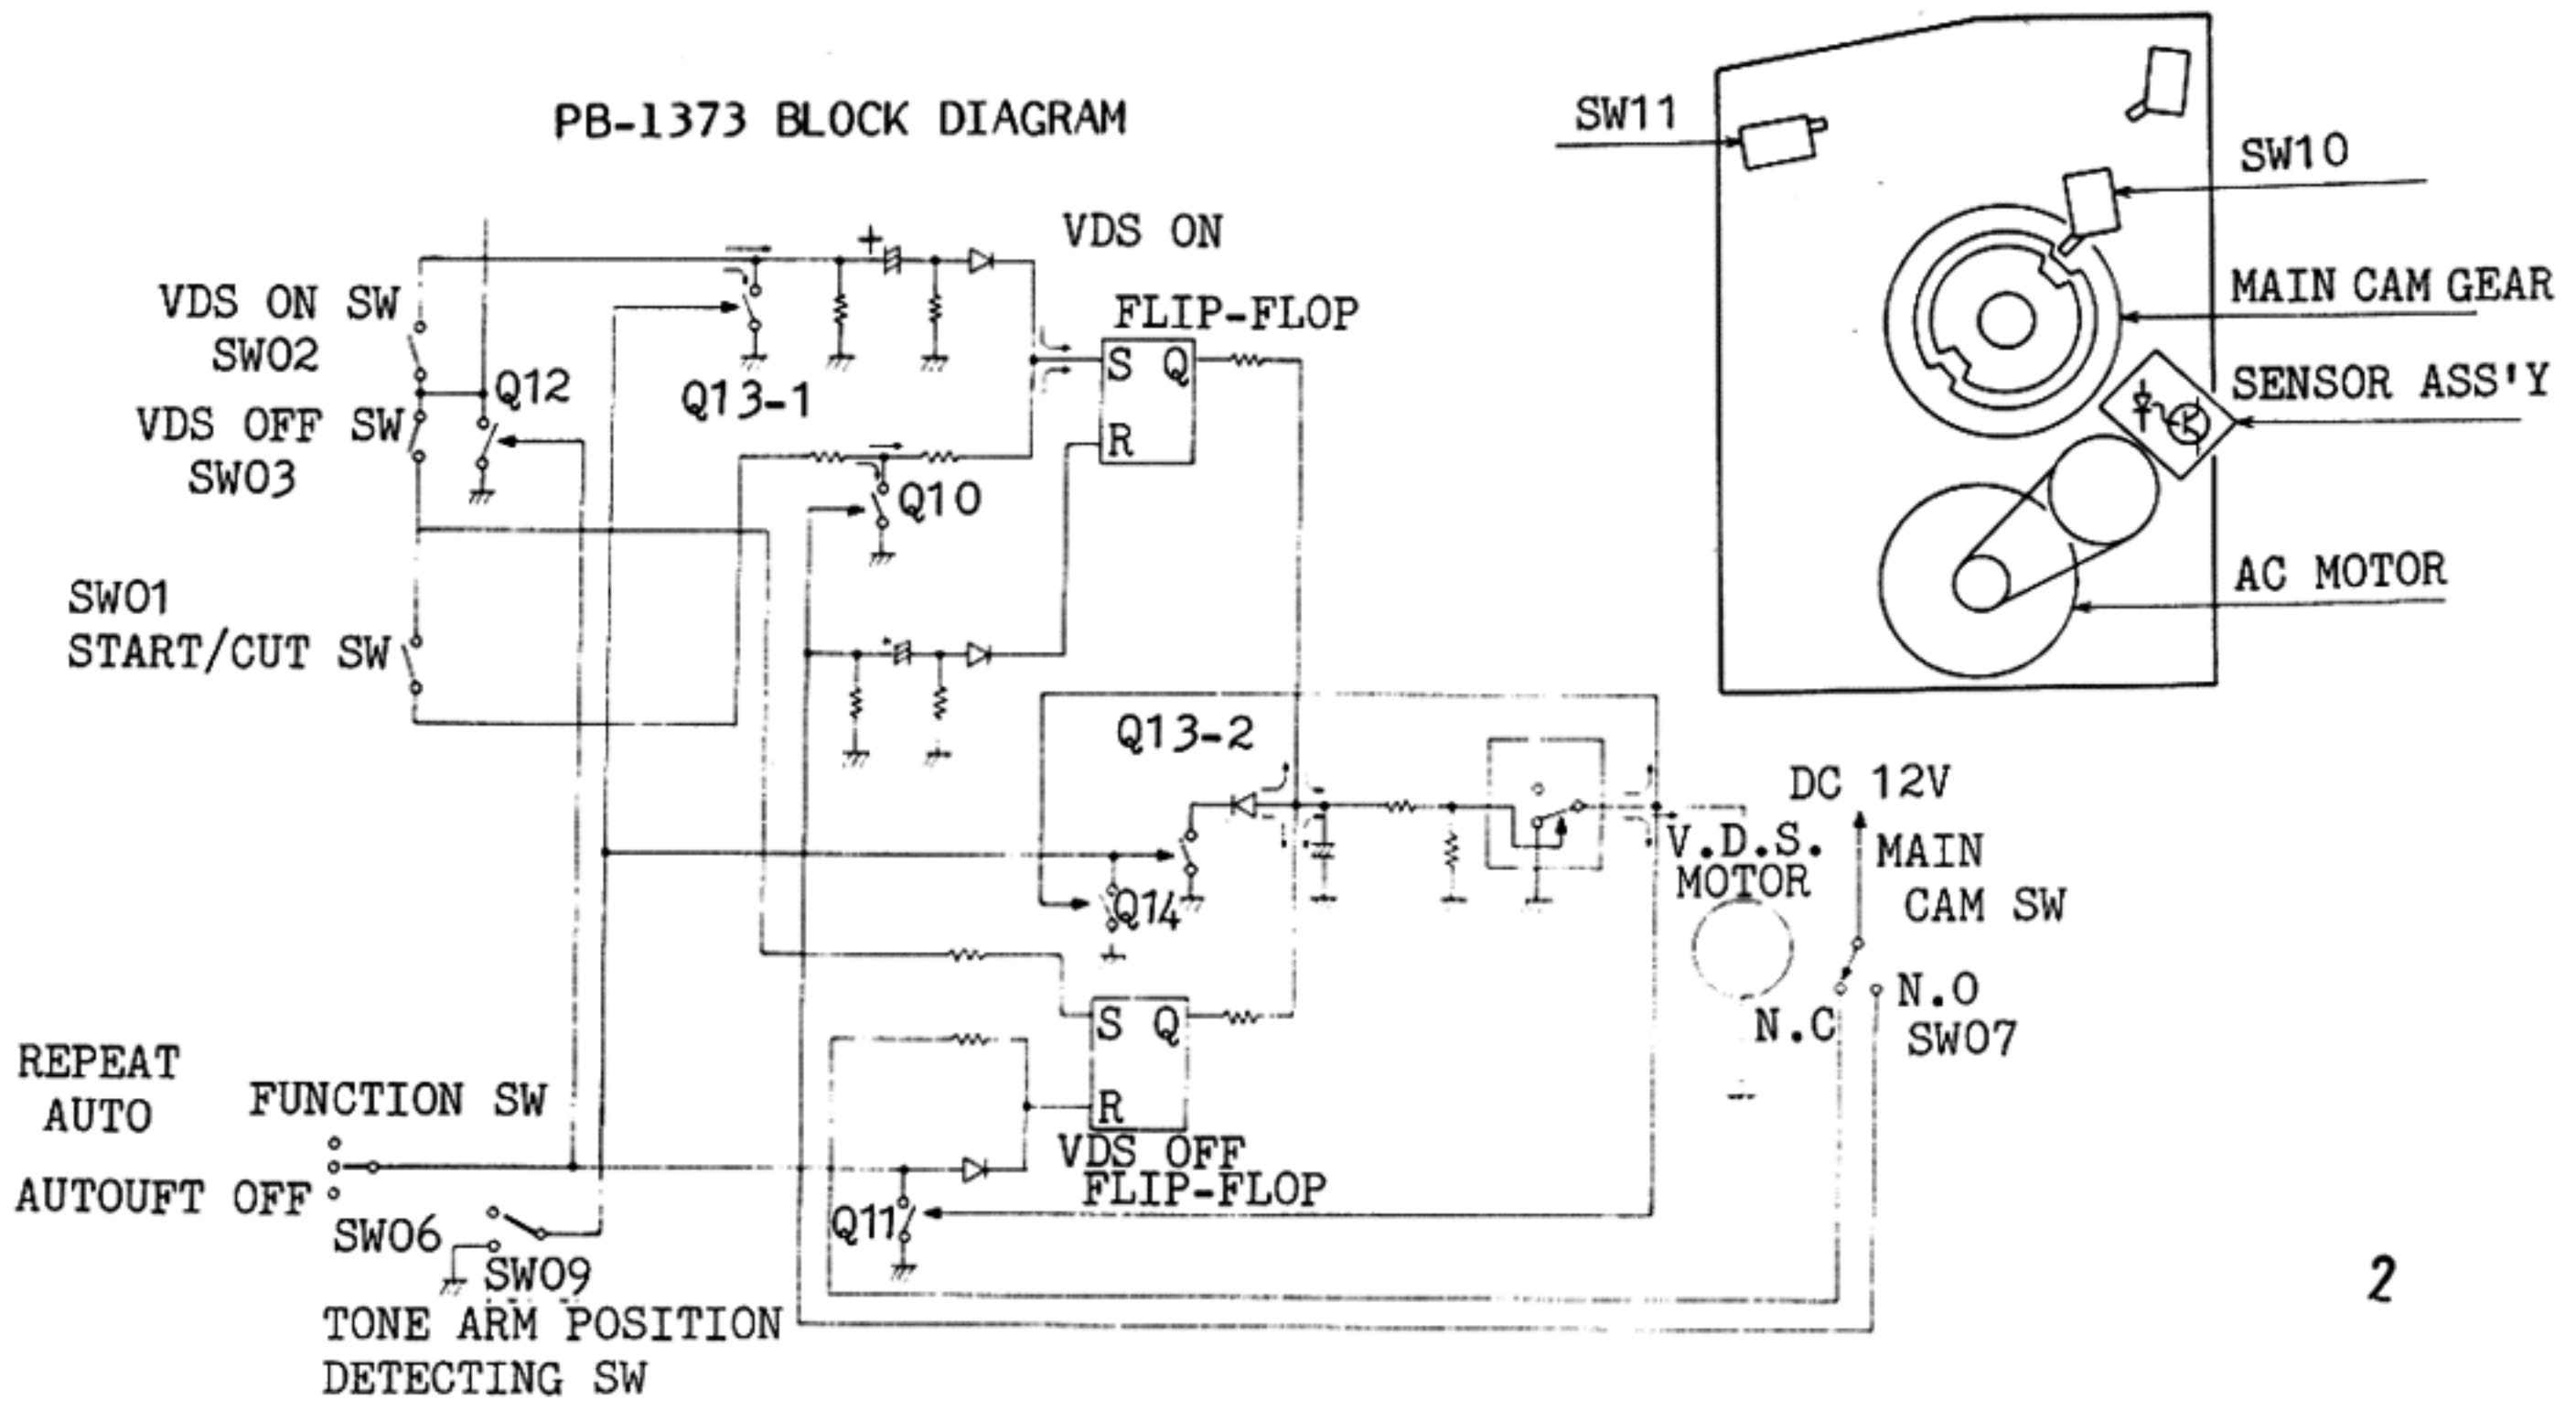 PB-1373 BLOCK DIAGRAM
SW11
SW10
MAIN CAM GEAR
SENSOR ASS'Y
AC MOTOR
VDS ON
VDS ON SW
SW02
FLIP-FLOP
S Q
R
Q12
Q13-1
VDS OFF SW
SW03
Q10
SW01
START/CUT SW
Q13-2
DC 12V
V.D.S.
MOTOR
MAIN
CAM SW
Q14
N.C
N.O
SW07
S Q
R
VDS OFF
FLIP-FLOP
REPEAT
AUTO
FUNCTION SW
AUTOUFT OFF
SW06
Q11
SW09
TONE ARM POSITION
DETECTING SW
2